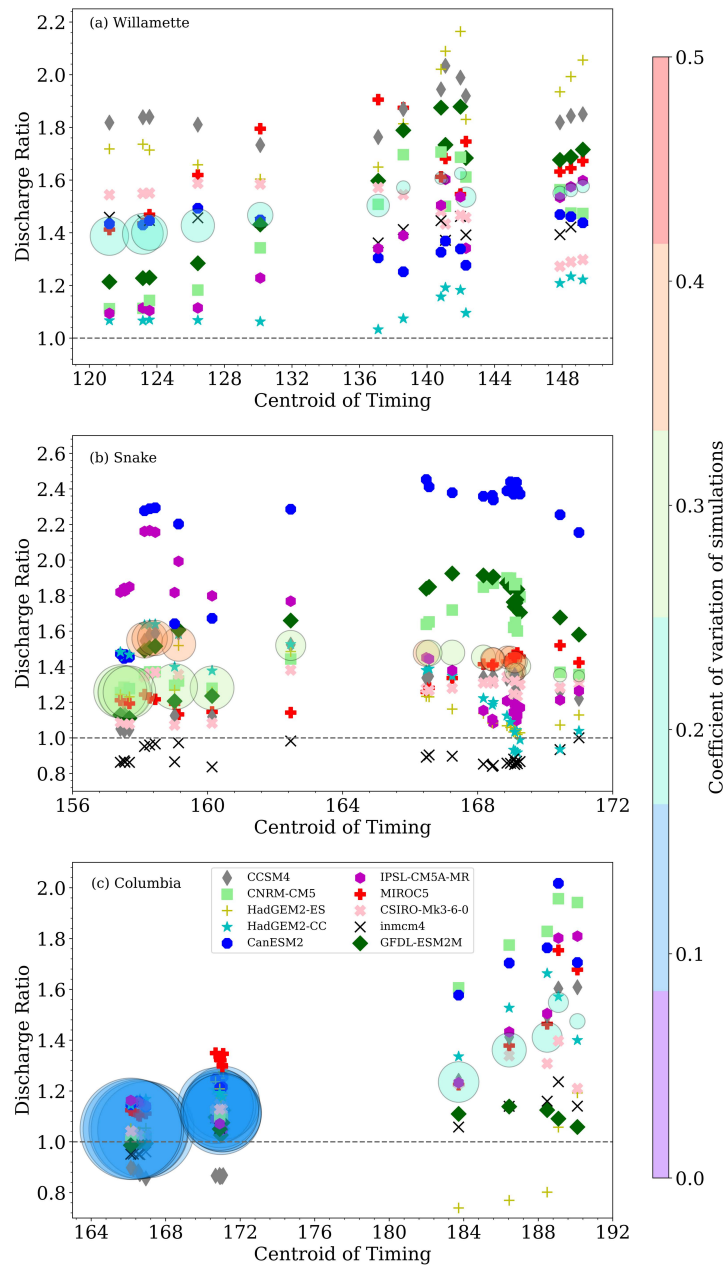 (a) Willamette
2.2
2.0
1.8
1.6
1.4
1.2
1.0
Discharge Ratio
120 124 128 132 136 140 144 148
Centroid of Timing
(b) Snake
2.6
2.4
2.2
2.0
1.8
1.6
1.4
1.2
1.0
0.8
Discharge Ratio
156 160 164 168 172
Centroid of Timing
(c) Columbia
2.0
1.8
1.6
1.4
1.2
1.0
0.8
Discharge Ratio
CCSM4
CNRM-CM5
HadGEM2-ES
HadGEM2-CC
CanESM2
IPSL-CM5A-MR
MIROC5
CSIRO-Mk3-6-0
inmcm4
GFDL-ESM2M
164 168 172 176 180 184 188 192
Centroid of Timing
0.5
0.4
0.3
0.2
0.1
0.0
Coefficient of variation of simulations